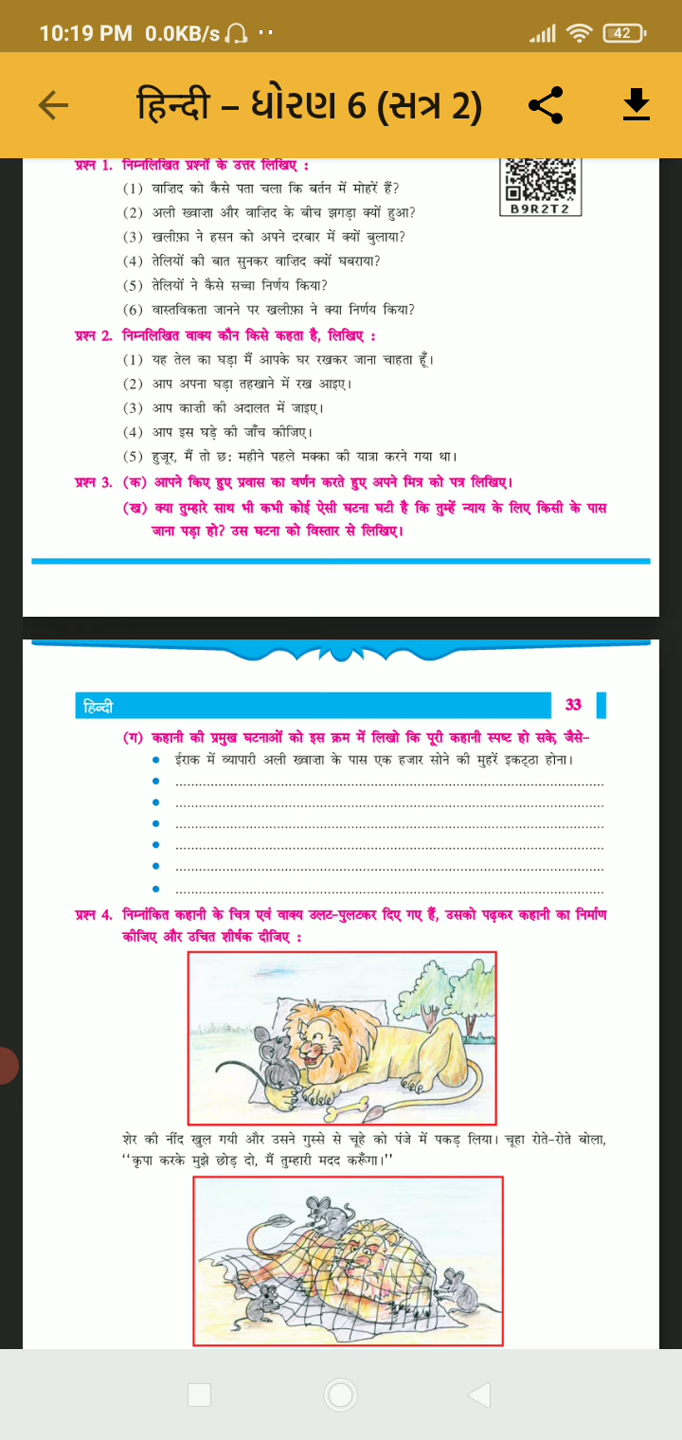 10:19 PM 0.0KB/s
42
हिन्दी – ધોરણ 6 (સત્ર 2)
प्रश्न 1. निम्नलिखित प्रश्नों के उत्तर लिखिए :
(1) वाज़िद को कैसे पता चला कि बर्तन में मोहरें हैं?
B9R2T2
(2) अली ख्वाज़ा और वाज़िद के बीच झगड़ा क्यों हुआ?
(3) खलीफ़ा ने हसन को अपने दरबार में क्यों बुलाया?
(4) तेलियों की बात सुनकर वाज़िद क्यों घबराया?
(5) तेलियों ने कैसे सच्चा निर्णय किया?
(6) वास्तविकता जानने पर खलीफ़ा ने क्या निर्णय किया?
प्रश्न 2. निम्नलिखित वाक्य कौन किसे कहता है, लिखिए :
(1) यह तेल का घड़ा मैं आपके घर रखकर जाना चाहता हूँ।
(2) आप अपना घड़ा तहखाने में रख आइए।
(3) आप काज़ी की अदालत में जाइए।
(4) आप इस घड़े की जाँच कीजिए।
(5) हुजूर, मैं तो छः महीने पहले मक्का की यात्रा करने गया था।
प्रश्न 3. (क) आपने किए हुए प्रवास का वर्णन करते हुए अपने मित्र को पत्र लिखिए।
(ख) क्या तुम्हारे साथ भी कभी कोई ऐसी घटना घटी है कि तुम्हें न्याय के लिए किसी के पास
जाना पड़ा हो? उस घटना को विस्तार से लिखिए।
हिन्दी 33
(ग) कहानी की प्रमुख घटनाओं को इस क्रम में लिखो कि पूरी कहानी स्पष्ट हो सके, जैसे–
• ईराक में व्यापारी अली ख्वाज़ा के पास एक हजार सोने की मुहरें इकट्ठा होना।
प्रश्न 4. निम्नांकित कहानी के चित्र एवं वाक्य उलट-पुलटकर दिए गए हैं, उसको पढ़कर कहानी का निर्माण
कीजिए और उचित शीर्षक दीजिए :
शेर की नींद खुल गयी और उसने गुस्से से चूहे को पंजे में पकड़ लिया। चूहा रोते-रोते बोला,
‘‘कृपा करके मुझे छोड़ दो, मैं तुम्हारी मदद करूँगा।’’